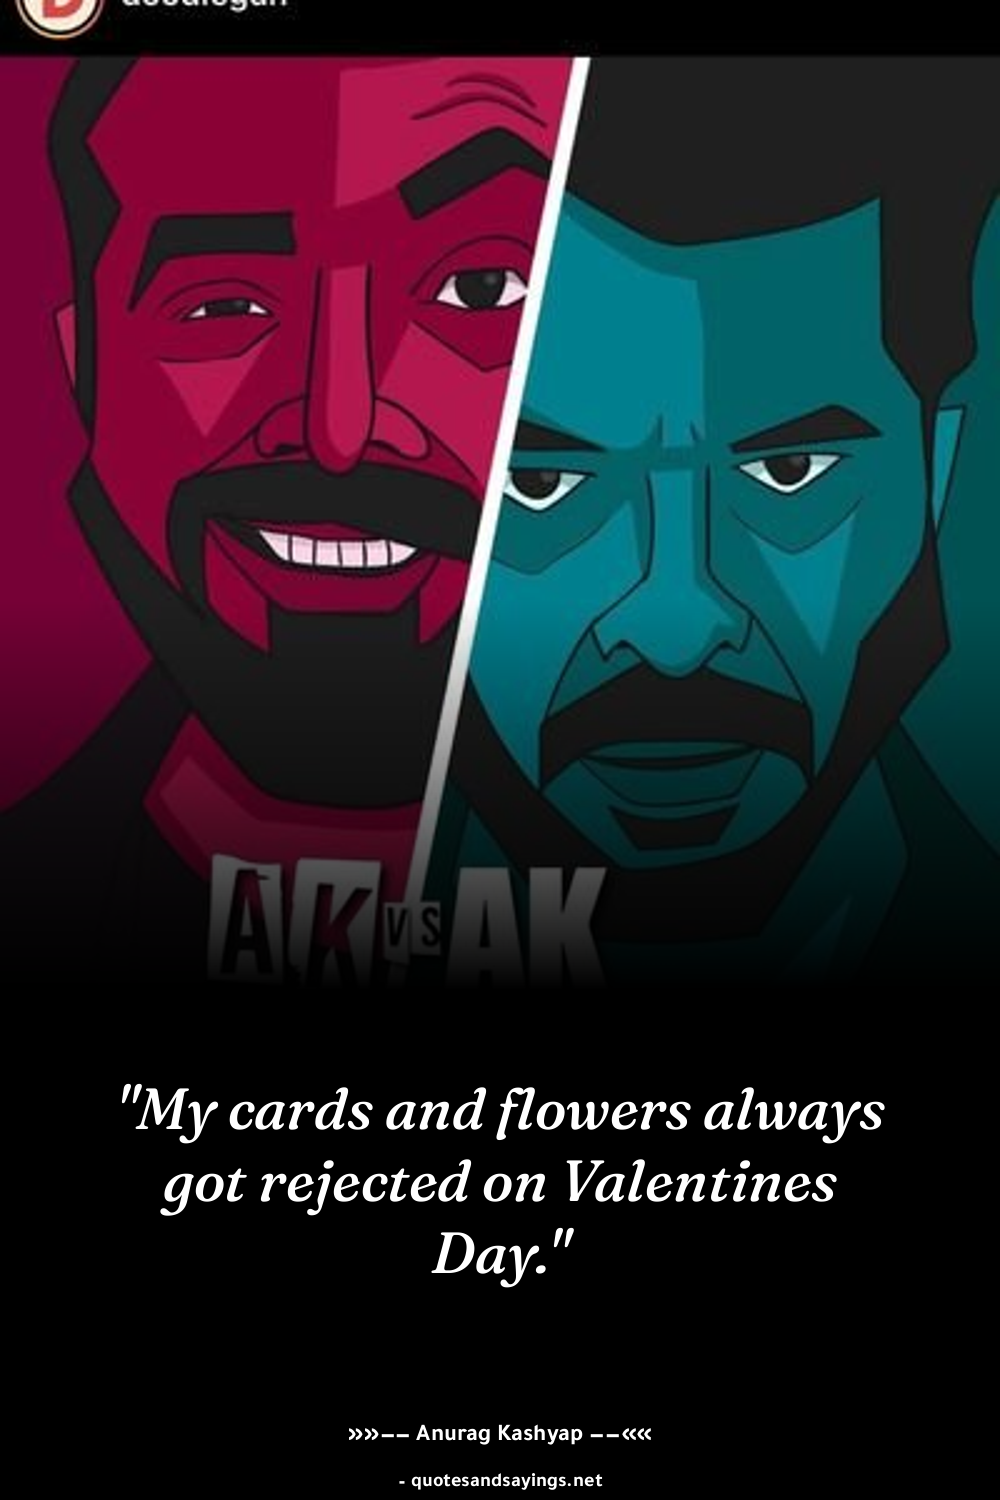 AK vs AK
"My cards and flowers always
got rejected on Valentines
Day."
»»–– Anurag Kashyap ––««
- quotesandsayings.net